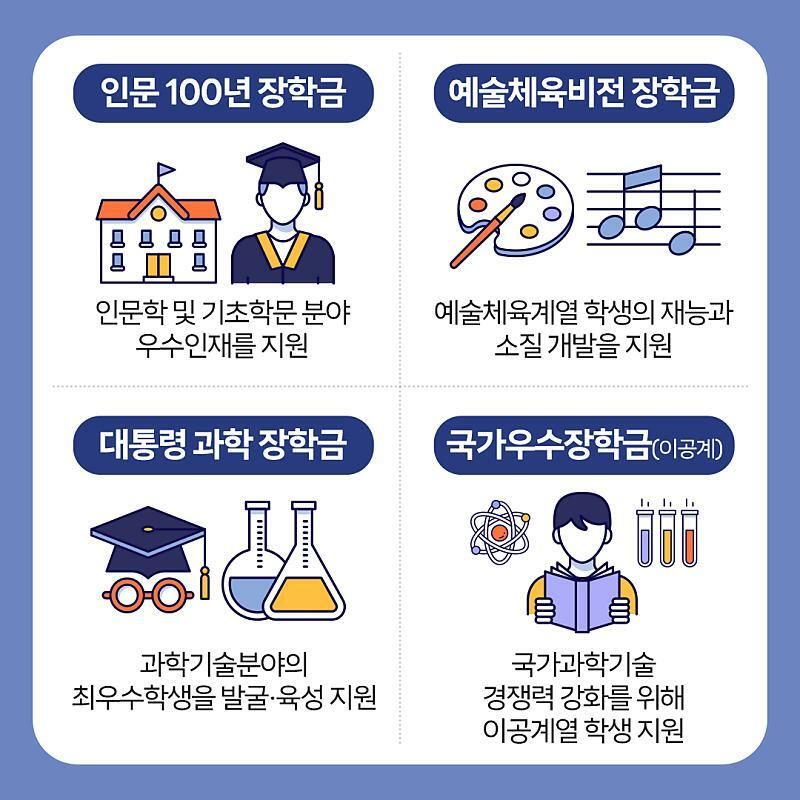 인문 100년 장학금
인문학 및 기초학문 분야
우수인재를 지원
예술체육비전 장학금
예술체육계열 학생의 재능과
소질 개발을 지원
대통령 과학 장학금
과학기술분야의
최우수학생을 발굴·육성 지원
국가우수장학금(이공계)
국가과학기술
경쟁력 강화를 위해
이공계열 학생 지원